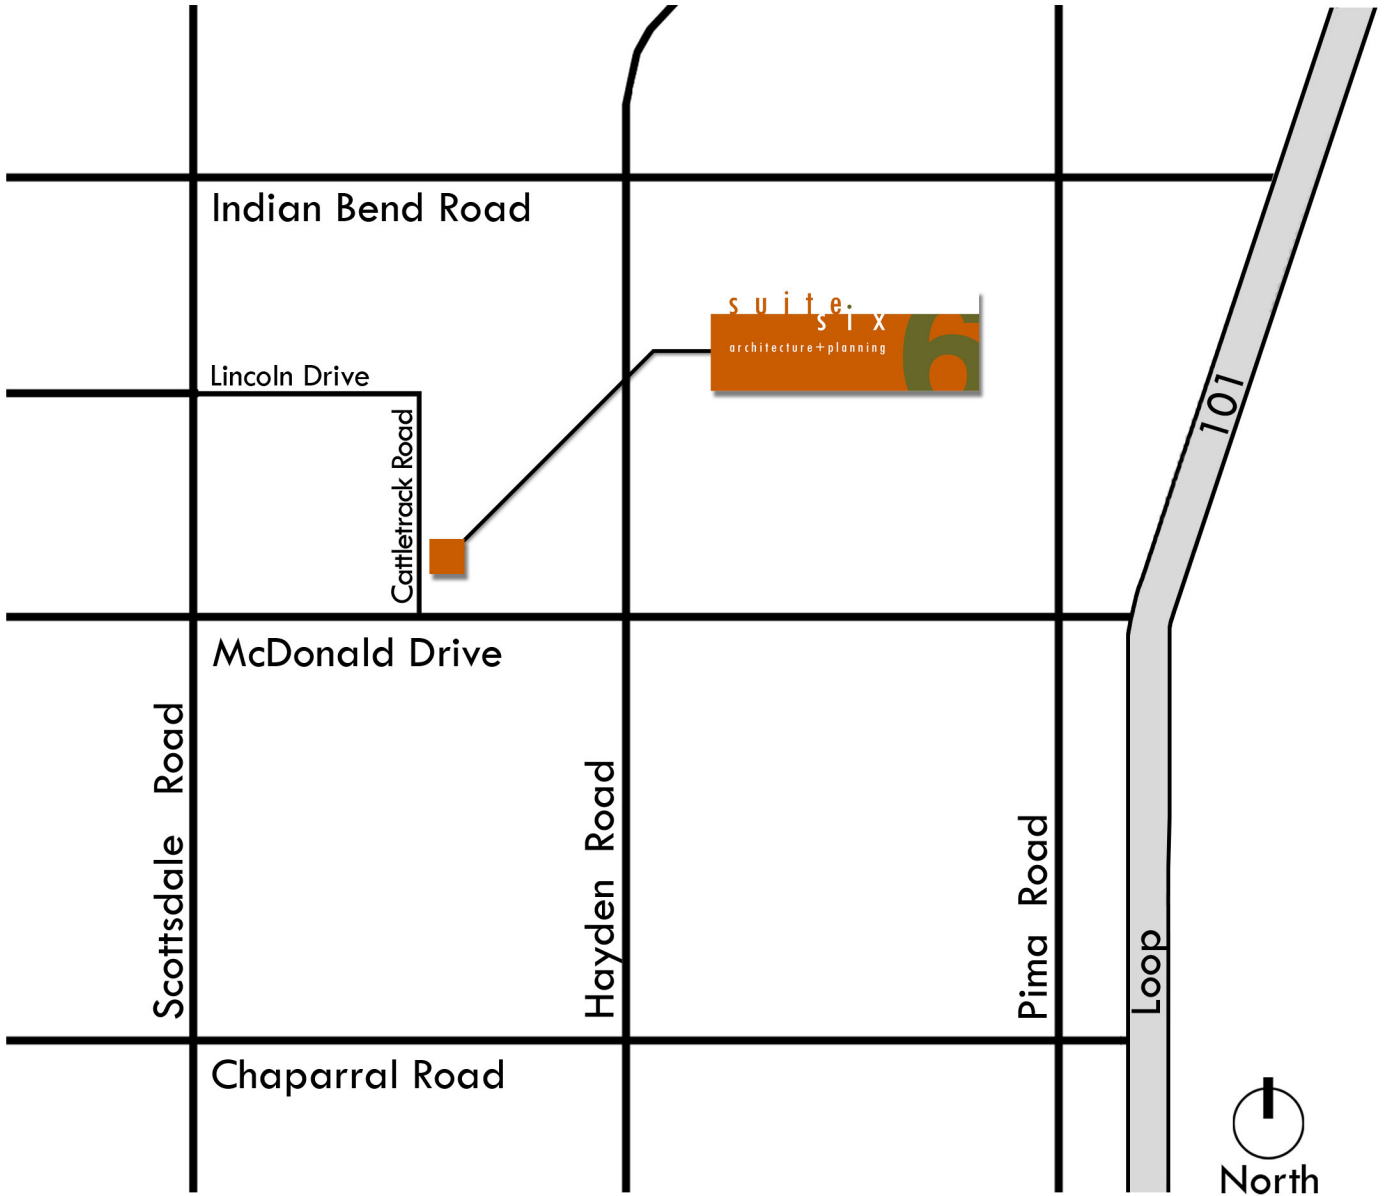 Indian Bend Road
suite
six
architecture+planning
6
Lincoln Drive
Cattletrack Road
101
McDonald Drive
Scottsdale Road
Hayden Road
Pima Road
Loop
Chaparral Road
North